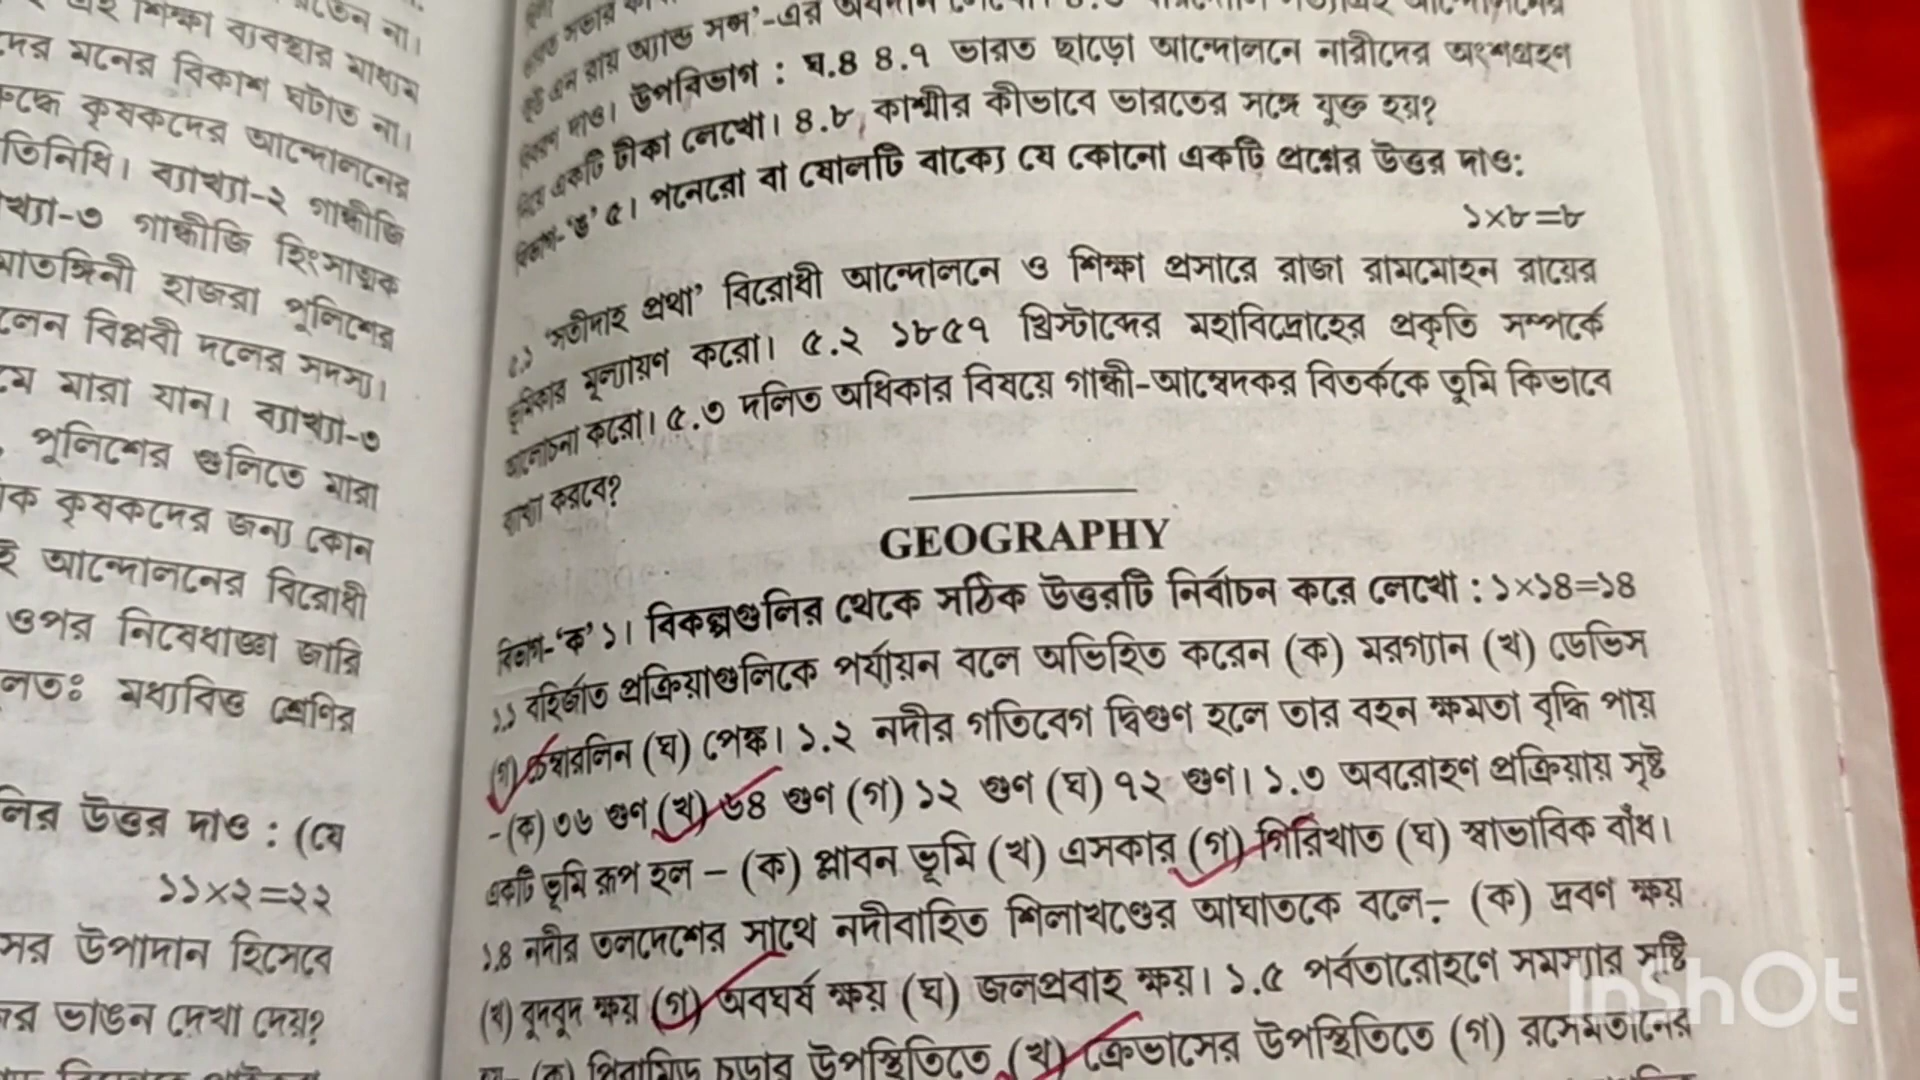 শিক্ষা ব্যবস্থার মাধ্যম
দের মনের বিকাশ ঘটাত না।
কৃষকদের আন্দোলনের
তিনিধি। ব্যাখ্যা-২ গান্ধীজি
খ্যা-৩ গান্ধীজি হিংসাত্মক
মাতঙ্গিনী হাজরা পুলিশের
লেন বিপ্লবী দলের সদস্য।
মে মারা যান। ব্যাখ্যা-৩
পুলিশের গুলিতে মারা
ক কৃষকদের জন্য কোন
ই আন্দোলনের বিরোধী
ওপর নিষেধাজ্ঞা জারি
লতঃ মধ্যবিত্ত শ্রেণির
লির উত্তর দাও : (যে
১১×২=২২
সর উপাদান হিসেবে
ভাঙন দেখা দেয়?
রায় অ্যান্ড সন্স'-এর
দাও। উপবিভাগ : ঘ.৪ ৪.৭ ভারত ছাড়ো আন্দোলনে নারীদের অংশগ্রহণ
একটি টীকা লেখো। ৪.৮ কাশ্মীর কীভাবে ভারতের সঙ্গে যুক্ত হয়?
বিভাগ-'ঙ' ৫। পনেরো বা ষোলটি বাক্যে যে কোনো একটি প্রশ্নের উত্তর দাও:
১×৮=৮
৫.১ 'সতীদাহ প্রথা' বিরোধী আন্দোলনে ও শিক্ষা প্রসারে রাজা রামমোহন রায়ের
ভূমিকার মূল্যায়ণ করো। ৫.২ ১৮৫৭ খ্রিস্টাব্দের মহাবিদ্রোহের প্রকৃতি সম্পর্কে
আলোচনা করো। ৫.৩ দলিত অধিকার বিষয়ে গান্ধী-আম্বেদকর বিতর্ককে তুমি কিভাবে
ব্যাখ্যা করবে?
GEOGRAPHY
বিভাগ-'ক' ১। বিকল্পগুলির থেকে সঠিক উত্তরটি নির্বাচন করে লেখো : ১×১৪=১৪
১.১ বহির্জাত প্রক্রিয়াগুলিকে পর্যায়ন বলে অভিহিত করেন (ক) মরগ্যান (খ) ডেভিস
(গ) চেম্বারলিন (ঘ) পেঙ্ক। ১.২ নদীর গতিবেগ দ্বিগুণ হলে তার বহন ক্ষমতা বৃদ্ধি পায়
-(ক) ৩৬ গুণ (খ) ৬৪ গুণ (গ) ১২ গুণ (ঘ) ৭২ গুণ। ১.৩ অবরোহণ প্রক্রিয়ায় সৃষ্ট
একটি ভূমি রূপ হল – (ক) প্লাবন ভূমি (খ) এসকার (গ) গিরিখাত (ঘ) স্বাভাবিক বাঁধ।
১.৪ নদীর তলদেশের সাথে নদীবাহিত শিলাখণ্ডের আঘাতকে বলে– (ক) দ্রবণ ক্ষয়
(খ) বুদবুদ ক্ষয় (গ) অবঘর্ষ ক্ষয় (ঘ) জলপ্রবাহ ক্ষয়। ১.৫ পর্বতারোহণে সমস্যার সৃষ্টি
(ক) পিরামিড চূড়ার উপস্থিতিতে (খ) ক্রেভাসের উপস্থিতিতে (গ) রসেমতানের
InShOt